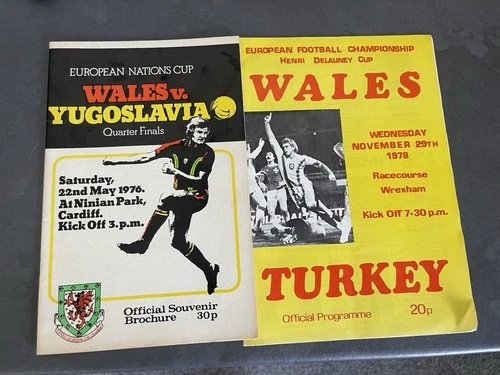 EUROPEAN NATIONS CUP
WALES v.
YUGOSLAVIA
Quarter Finals
Saturday,
22nd May 1976.
At Ninian Park,
Cardiff.
Kick Off 3.p.m.
Official Souvenir
Brochure 30p
EUROPEAN FOOTBALL CHAMPIONSHIP
HENRI DELAUNEY CUP
WALES
WEDNESDAY
NOVEMBER 29TH
1978
Racecourse
Wrexham
Kick Off 7·30 p.m.
TURKEY
Official Programme 20p